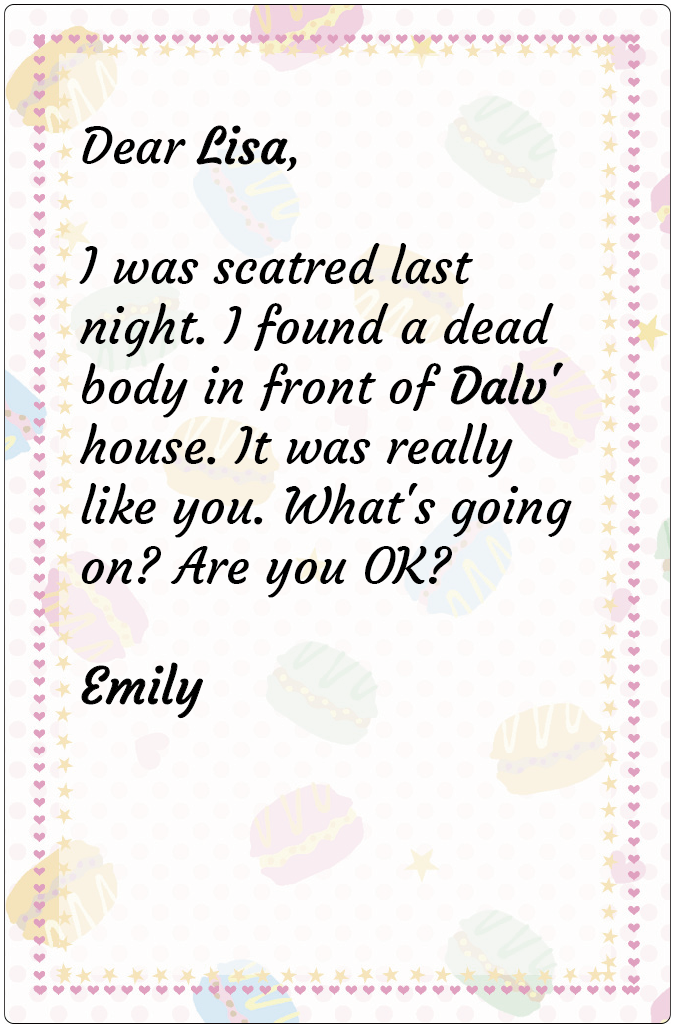 Dear Lisa,
I was scatred last
night. I found a dead
body in front of Dalv'
house. It was really
like you. What's going
on? Are you OK?
Emily